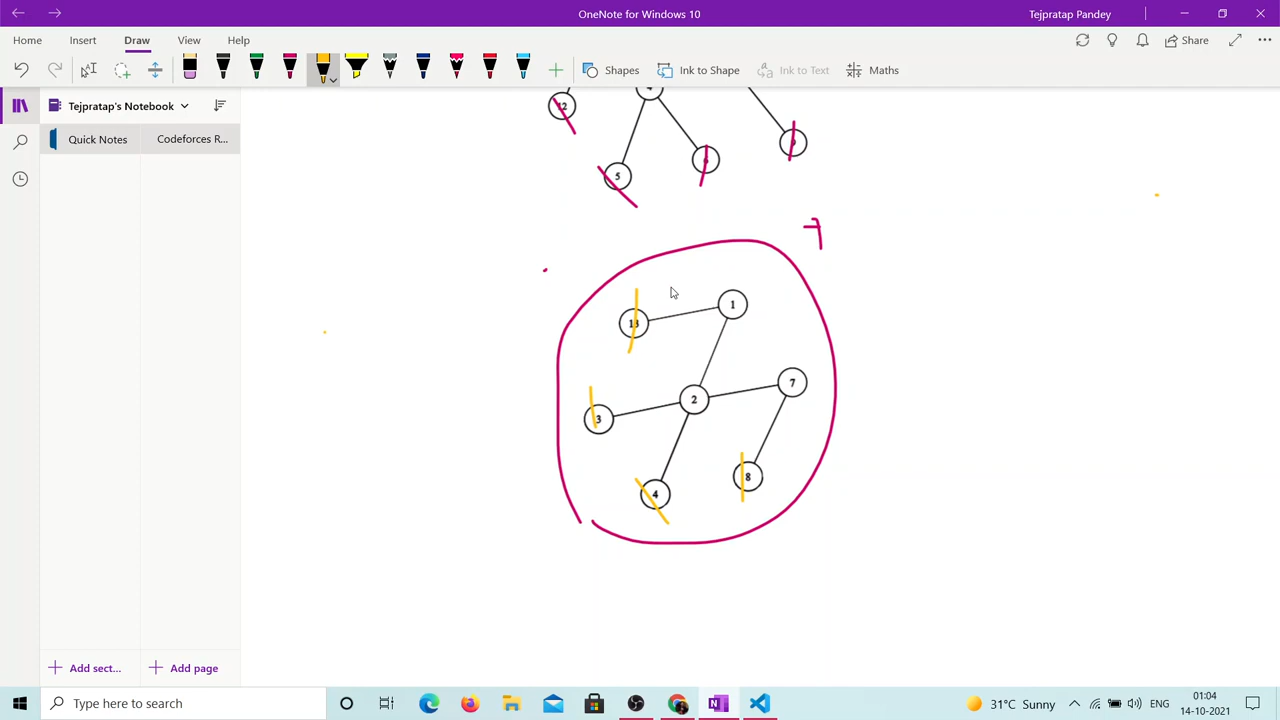 OneNote for Windows 10
Tejpratap Pandey
Home
Insert
Draw
View
Help
Share
Shapes
Ink to Shape
Ink to Text
Maths
Tejpratap's Notebook
Quick Notes
Codeforces R...
12
5
7
13
1
7
2
3
8
4
Add sect...
Add page
Type here to search
31°C Sunny
ENG
01:04
14-10-2021